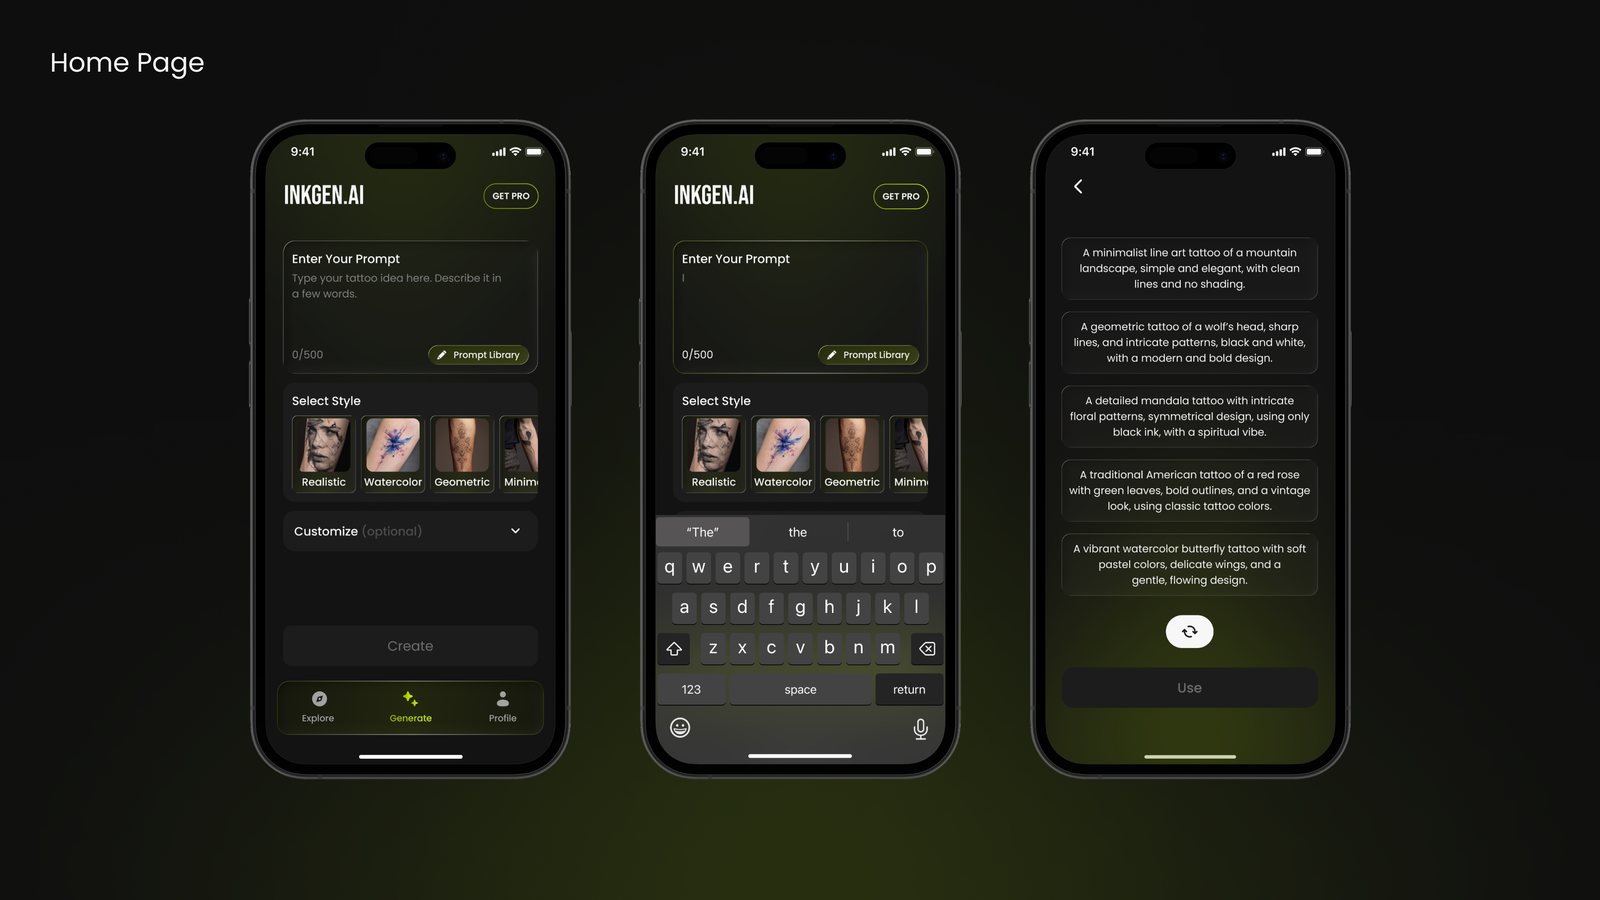 Home Page
9:41
INKGEN.AI
GET PRO
Enter Your Prompt
Type your tattoo idea here. Describe it in
a few words.
0/500
Prompt Library
Select Style
Realistic
Watercolor
Geometric
Minim
Customize (optional)
Create
Explore
Generate
Profile
9:41
INKGEN.AI
GET PRO
Enter Your Prompt
0/500
Prompt Library
Select Style
Realistic
Watercolor
Geometric
Minim
“The” the to
q w e r t y u i o p
a s d f g h j k l
z x c v b n m
123 space return
9:41
A minimalist line art tattoo of a mountain
landscape, simple and elegant, with clean
lines and no shading.
A geometric tattoo of a wolf’s head, sharp
lines, and intricate patterns, black and white,
with a modern and bold design.
A detailed mandala tattoo with intricate
floral patterns, symmetrical design, using only
black ink, with a spiritual vibe.
A traditional American tattoo of a red rose
with green leaves, bold outlines, and a vintage
look, using classic tattoo colors.
A vibrant watercolor butterfly tattoo with soft
pastel colors, delicate wings, and a
gentle, flowing design.
Use